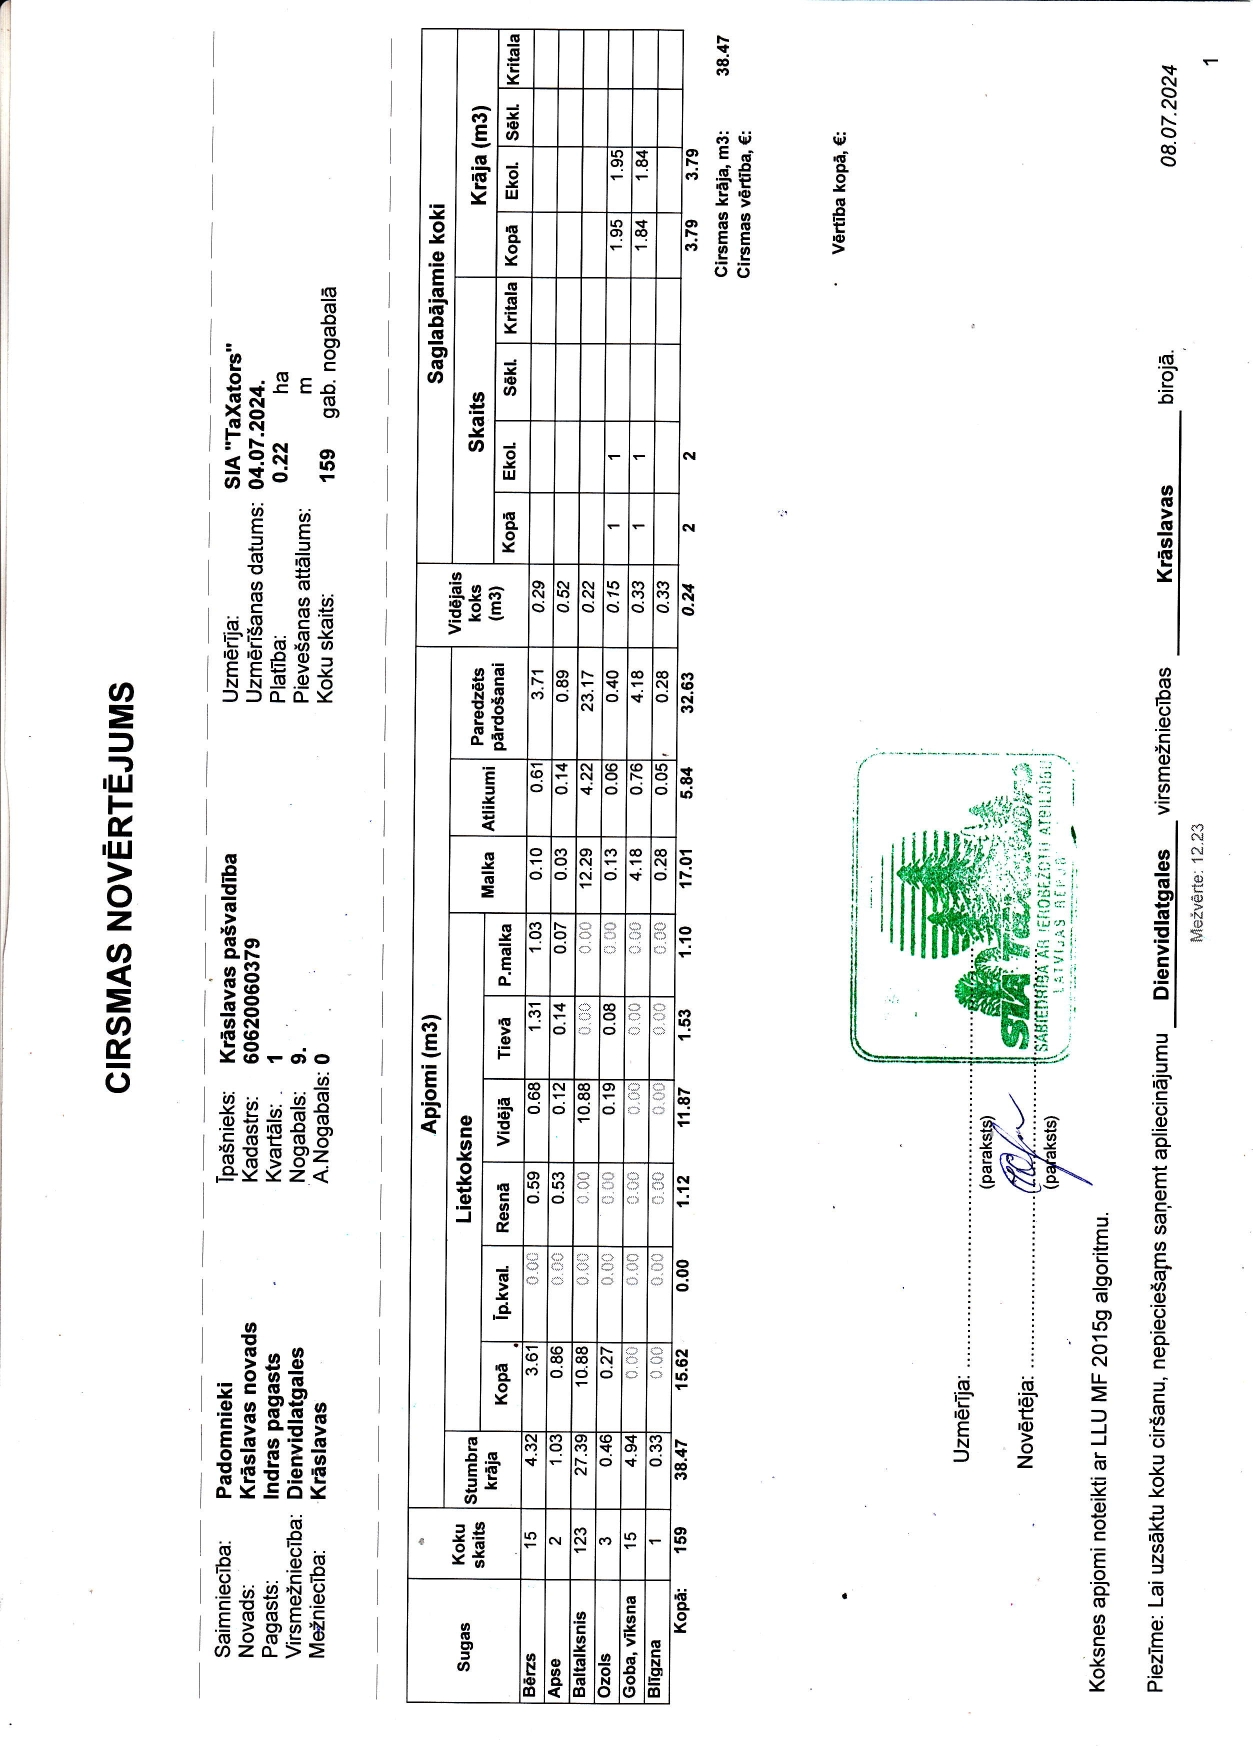 CIRSMAS NOVĒRTĒJUMS
Saimniecība: Padomnieki Īpašnieks: Krāslavas pašvaldība Uzmērīja: SIA "TaXators"
Novads: Krāslavas novads Kadastrs: 60620060379 Uzmērīšanas datums: 04.07.2024.
Pagasts: Indras pagasts Kvartāls: 1 Platība: 0.22 ha
Virsmežniecība: Dienvidlatgales Nogabals: 9. Pievešanas attālums: m
Mežniecība: Krāslavas A.Nogabals: 0 Koku skaits: 159 gab. nogabalā
Sugas Koku skaits Apjomi (m3) Vidējais koks (m3) Saglabājamie koki
Stumbra krāja Lietkoksne Malka Atlikumi Paredzēts pārdošanai Skaits Krāja (m3)
Kopā Īp.kval. Resnā Vidējā Tievā P.malka Kopā Ekol. Sēkl. Kritala Kopā Ekol. Sēkl. Kritala
Bērzs 15 4.32 3.61 0.00 0.59 0.68 1.31 1.03 0.10 0.61 3.71 0.29
Apse 2 1.03 0.86 0.00 0.53 0.12 0.14 0.07 0.03 0.14 0.89 0.52
Baltalksnis 123 27.39 10.88 0.00 0.00 10.88 0.00 0.00 12.29 4.22 23.17 0.22
Ozols 3 0.46 0.27 0.00 0.00 0.19 0.08 0.00 0.13 0.06 0.40 0.15 1 1 1.95 1.95
Goba, vīksna 15 4.94 0.00 0.00 0.00 0.00 0.00 0.00 4.18 0.76 4.18 0.33 1 1 1.84 1.84
Blīgzna 1 0.33 0.00 0.00 0.00 0.00 0.00 0.00 0.28 0.05 0.28 0.33
Kopā: 159 38.47 15.62 0.00 1.12 11.87 1.53 1.10 17.01 5.84 32.63 0.24 2 2 3.79 3.79
Cirsmas krāja, m3: 38.47
Cirsmas vērtība, €:
Vērtība kopā, €:
Uzmērīja: ........................
(paraksts)
Novērtēja: ........................
(paraksts)
SIA TaXators
SABIEDRĪBA AR IEROBEŽOTU ATBILDĪBU
Koksnes apjomi noteikti ar LLU MF 2015g algoritmu.
Piezīme: Lai uzsāktu koku ciršanu, nepieciešams saņemt apliecinājumu Dienvidlatgales virsmežniecības Krāslavas birojā. 08.07.2024
Mežvērte: 12.23
1